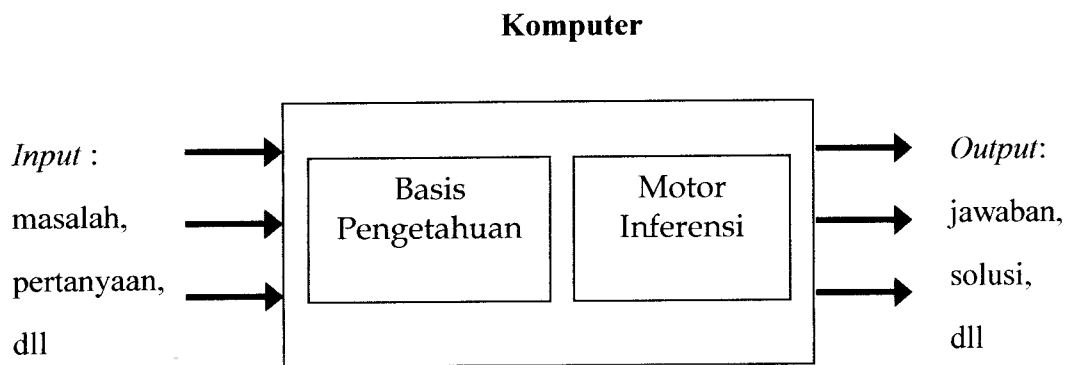 Komputer
Input :
masalah,
pertanyaan,
dll
Basis
Pengetahuan
Motor
Inferensi
Output:
jawaban,
solusi,
dll